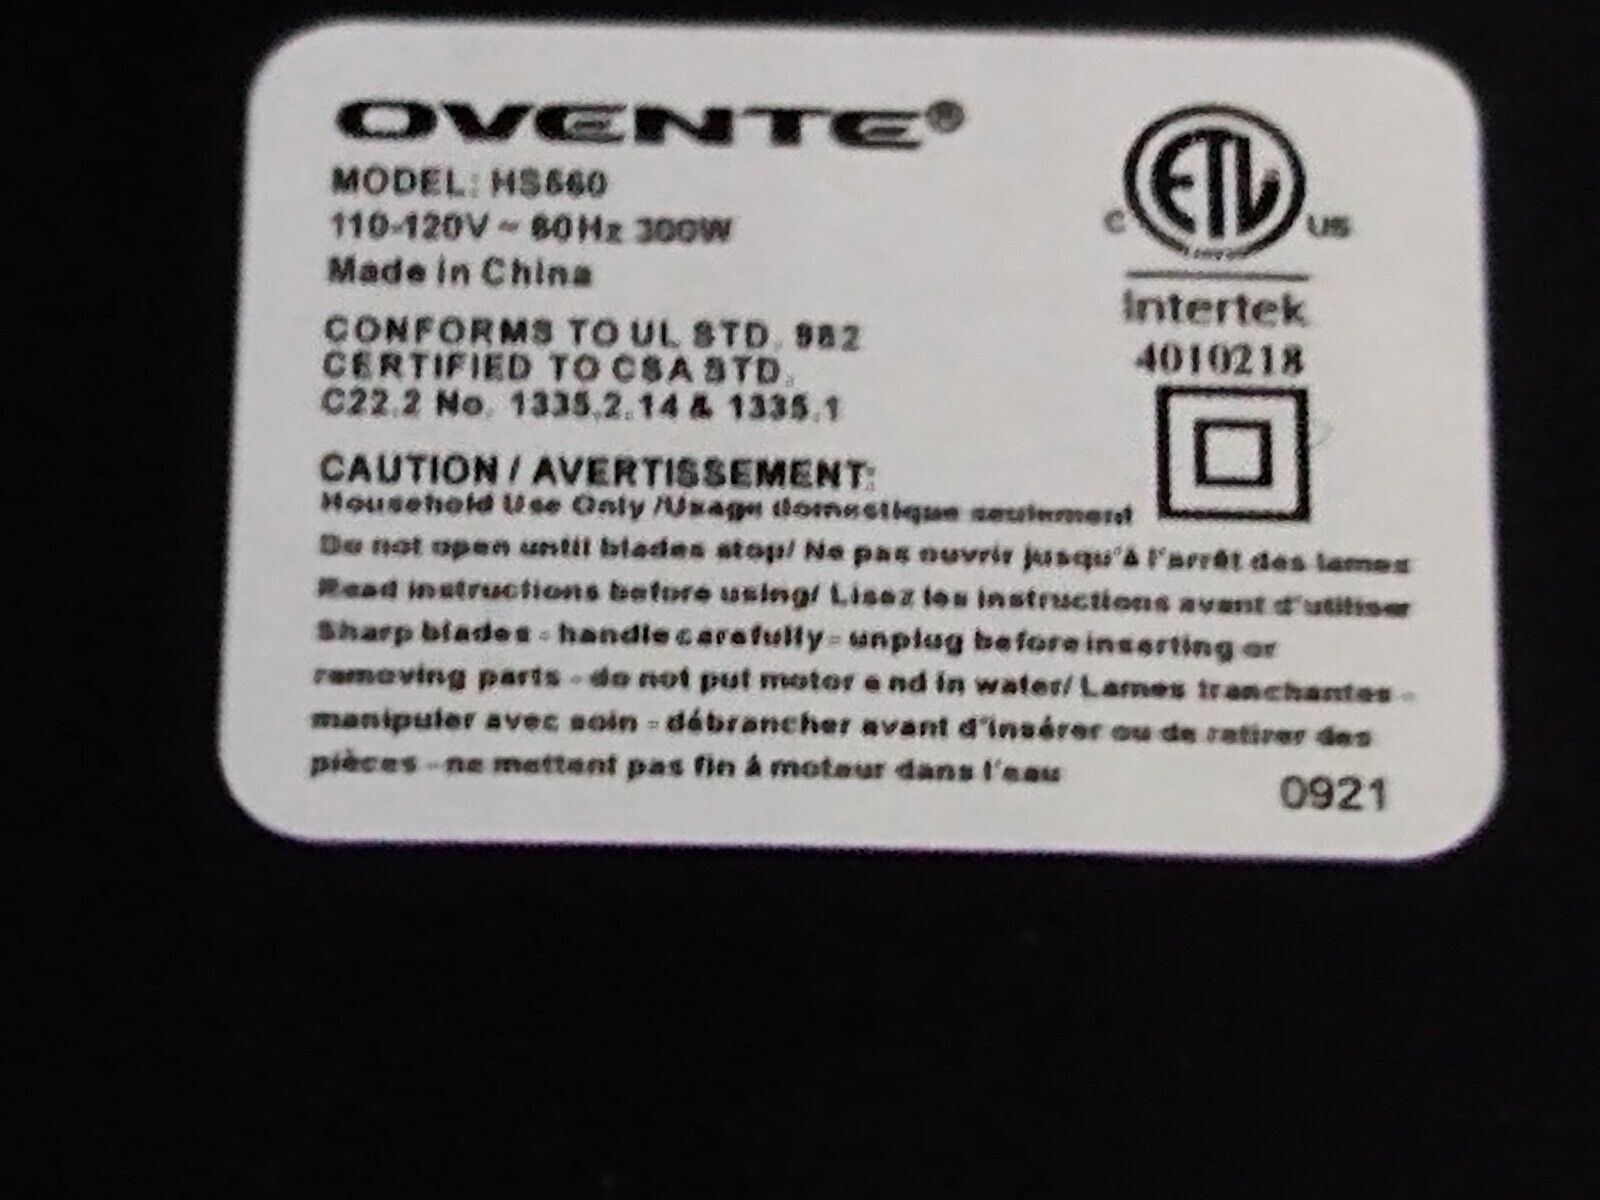 OVENTE®
MODEL: HS560
110-120V ~ 60Hz 300W
Made in China
CONFORMS TO UL STD. 982
CERTIFIED TO CSA STD.
C22.2 No. 1335.2.14 & 1335.1
ETL
C US
Intertek
4010218
CAUTION / AVERTISSEMENT:
Household Use Only /Usage domestique seulement
Do not open until blades stop/ Ne pas ouvrir jusqu'à l'arrêt des lames
Read instructions before using/ Lisez les instructions avant d'utiliser
Sharp blades - handle carefully - unplug before inserting or
removing parts - do not put motor end in water/ Lames tranchantes -
manipuler avec soin - débrancher avant d'insérer ou de retirer des
pièces - ne mettent pas fin à moteur dans l'eau
0921